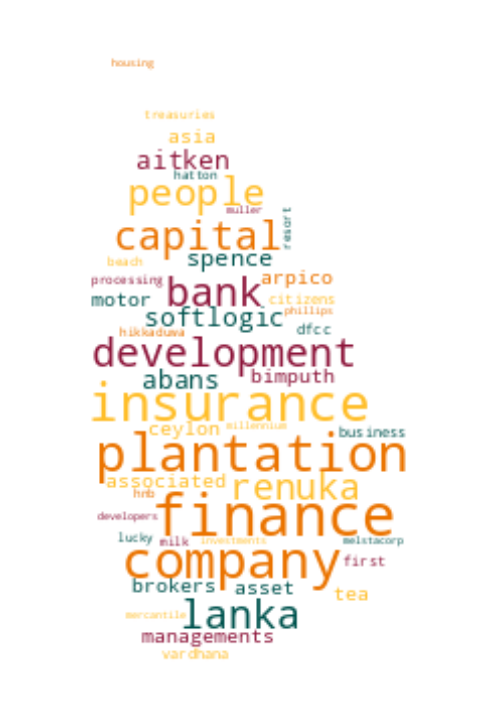 housing
treasuries
asia
aitken
hatton
people
muller
resort
capital
spence
beach
processing
bank
arpico
motor
citizens
softlogic
phillips
hikkaduwa
dfcc
development
abans
bimputh
insurance
ceylon
millennium
business
plantation
associated
renuka
hnb
finance
developers
lucky
milk
investments
melstacorp
company
first
brokers
asset
tea
mercantile
lanka
managements
vardhana